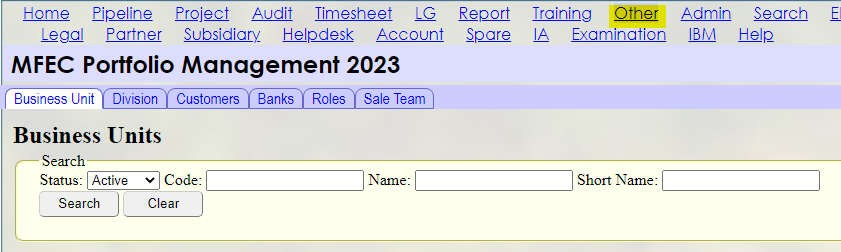 Home Pipeline Project Audit Timesheet LG Report Training Other Admin Search
Legal Partner Subsidiary Helpdesk Account Spare IA Examination IBM Help
MFEC Portfolio Management 2023
Business Unit Division Customers Banks Roles Sale Team
Business Units
Search
Status: Active Code: Name: Short Name:
Search Clear